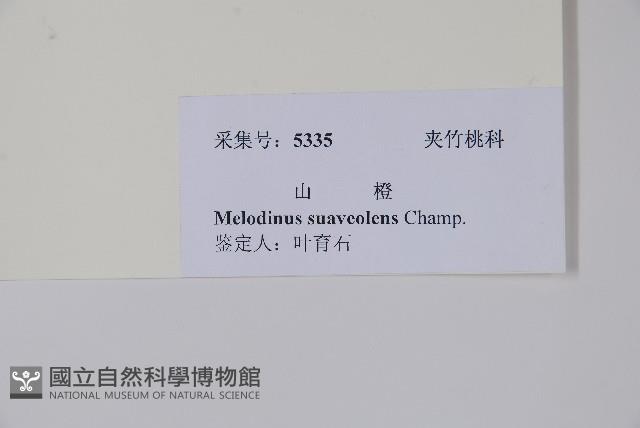 采集号：5335 夹竹桃科
山 橙
Melodinus suaveolens Champ.
鉴定人：叶育石
國立自然科學博物館
NATIONAL MUSEUM OF NATURAL SCIENCE